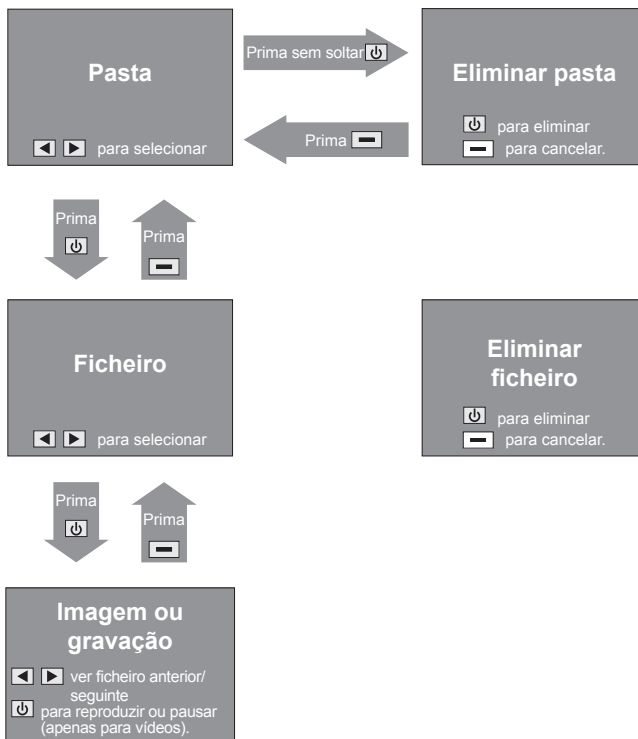 Pasta
para selecionar
Prima sem soltar
Prima
Eliminar pasta
para eliminar
para cancelar.
Prima
Prima
Ficheiro
para selecionar
Eliminar
ficheiro
para eliminar
para cancelar.
Prima
Prima
Imagem ou
gravação
ver ficheiro anterior/
seguinte
para reproduzir ou pausar
(apenas para vídeos).